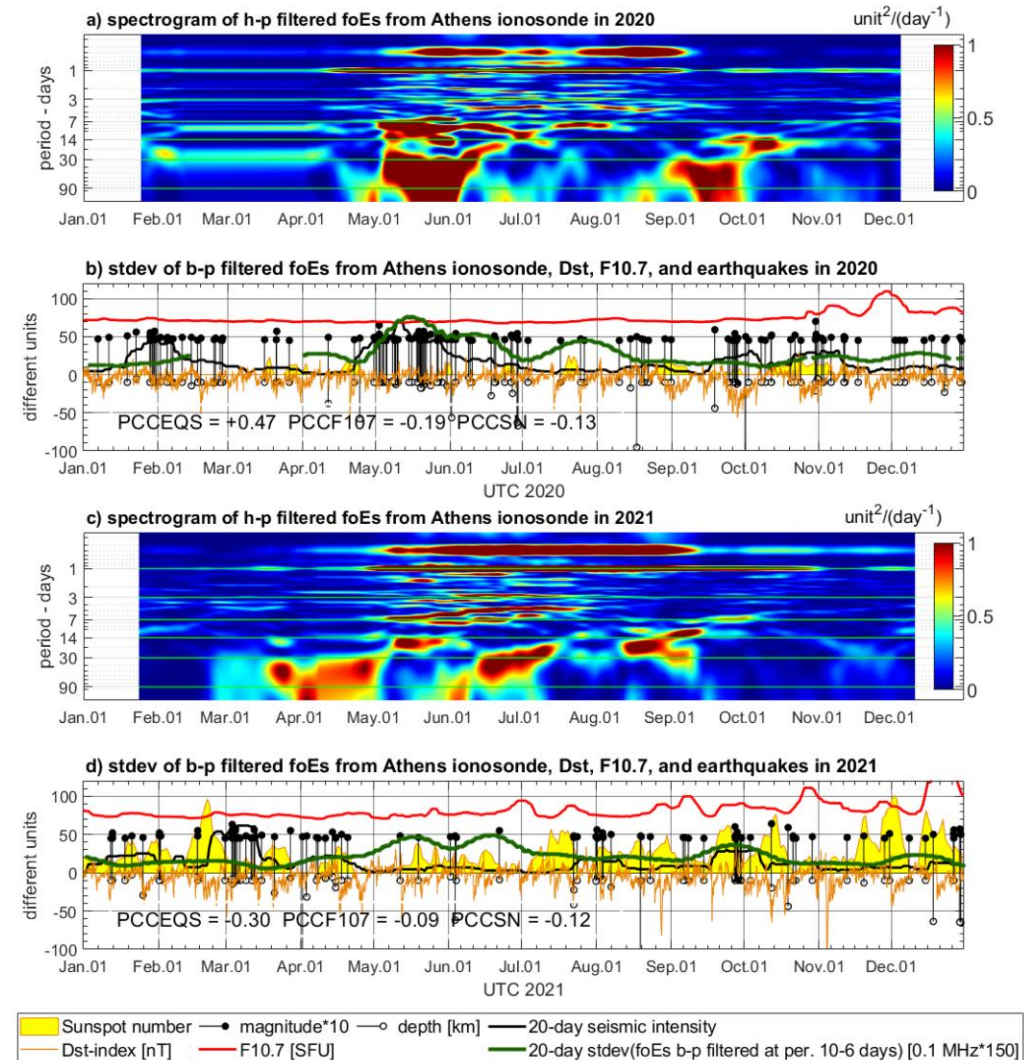 a) spectrogram of h-p filtered foEs from Athens ionosonde in 2020
unit²/(day⁻¹)
period - days
1
3
7
14
30
90
1
0.5
0
Jan.01 Feb.01 Mar.01 Apr.01 May.01 Jun.01 Jul.01 Aug.01 Sep.01 Oct.01 Nov.01 Dec.01
b) stdev of b-p filtered foEs from Athens ionosonde, Dst, F10.7, and earthquakes in 2020
different units
100
50
0
-50
-100
PCCEQS = +0.47 PCCF107 = -0.19 PCCSN = -0.13
Jan.01 Feb.01 Mar.01 Apr.01 May.01 Jun.01 Jul.01 Aug.01 Sep.01 Oct.01 Nov.01 Dec.01
UTC 2020
c) spectrogram of h-p filtered foEs from Athens ionosonde in 2021
unit²/(day⁻¹)
period - days
1
3
7
14
30
90
1
0.5
0
Jan.01 Feb.01 Mar.01 Apr.01 May.01 Jun.01 Jul.01 Aug.01 Sep.01 Oct.01 Nov.01 Dec.01
d) stdev of b-p filtered foEs from Athens ionosonde, Dst, F10.7, and earthquakes in 2021
different units
100
50
0
-50
-100
PCCEQS = -0.30 PCCF107 = -0.09 PCCSN = -0.12
Jan.01 Feb.01 Mar.01 Apr.01 May.01 Jun.01 Jul.01 Aug.01 Sep.01 Oct.01 Nov.01 Dec.01
UTC 2021
Sunspot number magnitude*10 depth [km] 20-day seismic intensity
Dst-index [nT] F10.7 [SFU] 20-day stdev(foEs b-p filtered at per. 10-6 days) [0.1 MHz*150]